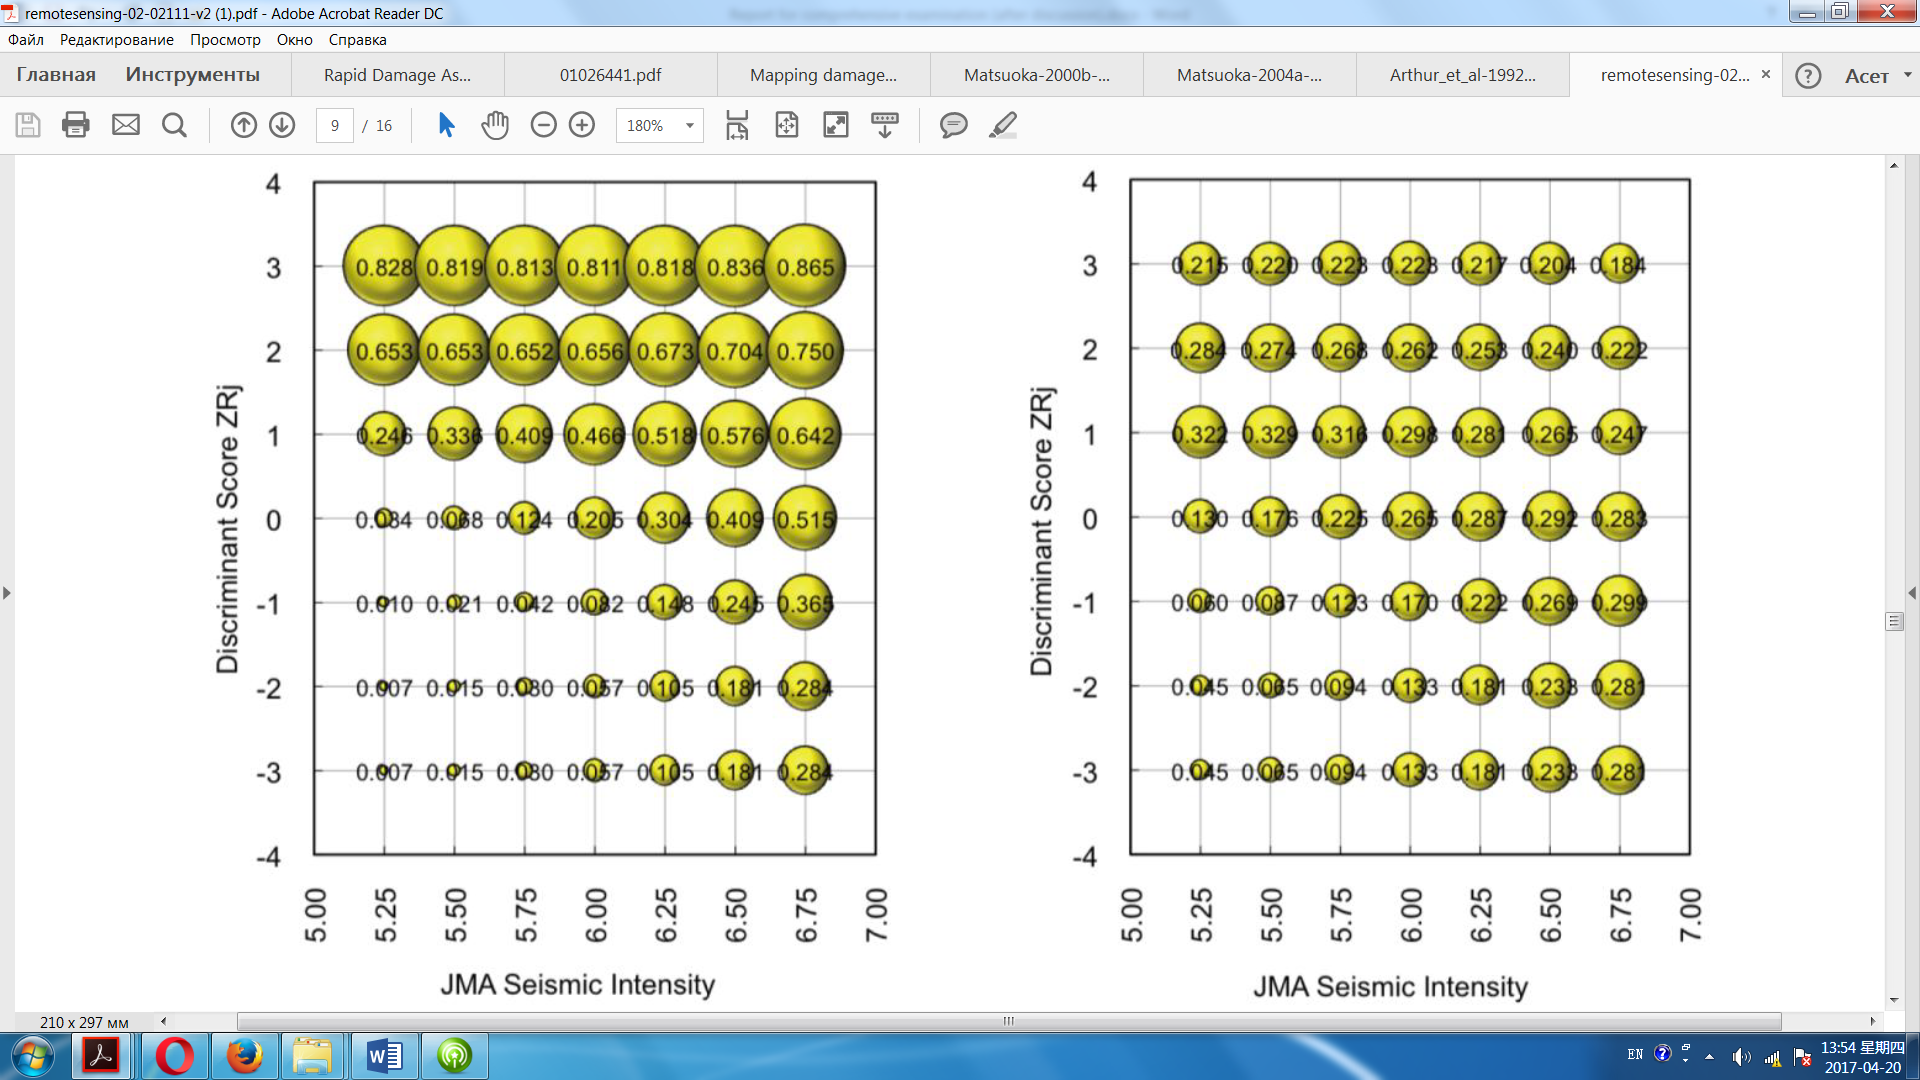 remotesensing-02-02111-v2 (1).pdf - Adobe Acrobat Reader DC
Файл Редактирование Просмотр Окно Справка
Главная Инструменты Rapid Damage As... 01026441.pdf Mapping damage... Matsuoka-2000b-... Matsuoka-2004a-... Arthur_et_al-1992... remotesensing-02... × ? Асет
9 / 16 180%
4
3 0.828 0.819 0.813 0.811 0.818 0.836 0.865
2 0.653 0.653 0.652 0.656 0.673 0.704 0.750
1 0.246 0.336 0.409 0.466 0.518 0.576 0.642
0 0.034 0.068 0.124 0.205 0.304 0.409 0.515
-1 0.010 0.021 0.042 0.082 0.148 0.245 0.365
-2 0.007 0.015 0.030 0.057 0.105 0.181 0.284
-3 0.007 0.015 0.030 0.057 0.105 0.181 0.284
-4
Discriminant Score ZRj
5.00 5.25 5.50 5.75 6.00 6.25 6.50 6.75 7.00
JMA Seismic Intensity
4
3 0.215 0.220 0.223 0.223 0.217 0.204 0.184
2 0.284 0.274 0.268 0.262 0.253 0.240 0.222
1 0.322 0.329 0.316 0.298 0.281 0.265 0.247
0 0.130 0.176 0.225 0.265 0.287 0.292 0.283
-1 0.060 0.087 0.123 0.170 0.222 0.269 0.299
-2 0.045 0.065 0.094 0.133 0.181 0.233 0.281
-3 0.045 0.065 0.094 0.133 0.181 0.233 0.281
-4
Discriminant Score ZRj
5.00 5.25 5.50 5.75 6.00 6.25 6.50 6.75 7.00
JMA Seismic Intensity
210 x 297 мм
EN
13:54 星期四
2017-04-20